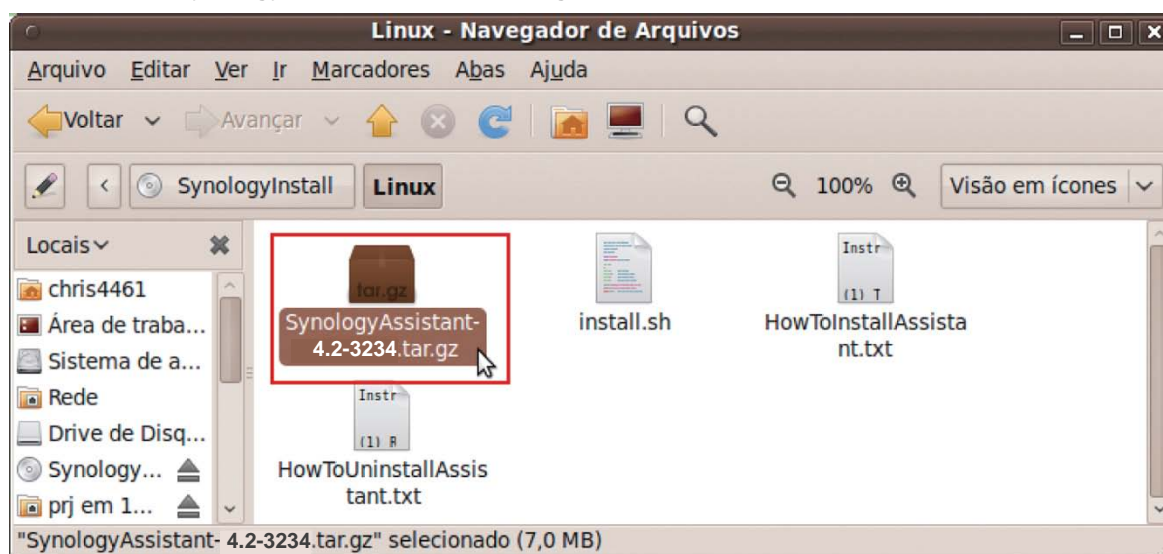 Linux - Navegador de Arquivos
Arquivo Editar Ver Ir Marcadores Abas Ajuda
Voltar Avançar
SynologyInstall Linux 100% Visão em ícones
Locais
chris4461
Área de traba...
Sistema de a...
Rede
Drive de Disq...
Synology...
prj em 1...
tar.gz
SynologyAssistant-
4.2-3234.tar.gz
install.sh
Instr
(1) T
HowToInstallAssista
nt.txt
Instr
(1) R
HowToUninstallAssis
tant.txt
"SynologyAssistant- 4.2-3234.tar.gz" selecionado (7,0 MB)